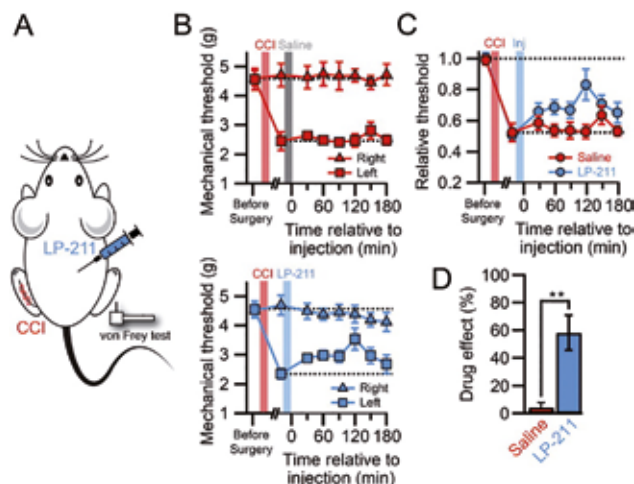 A
LP-211
CCI
von Frey test
B
CCI Saline
Mechanical threshold (g)
5
4
3
2
1
Right
Left
Before
Surgery
0 60 120 180
Time relative to
injection (min)
CCI LP-211
Mechanical threshold (g)
5
4
3
2
1
Right
Left
Before
Surgery
0 60 120 180
Time relative to
injection (min)
C
CCI Inj
Relative threshold
1.0
0.8
0.6
0.4
0.2
Saline
LP-211
Before
Surgery
0 60 120 180
Time relative to-
injection (min)
D
Drug effect (%)
100
80
60
40
20
0
**
Saline
LP-211